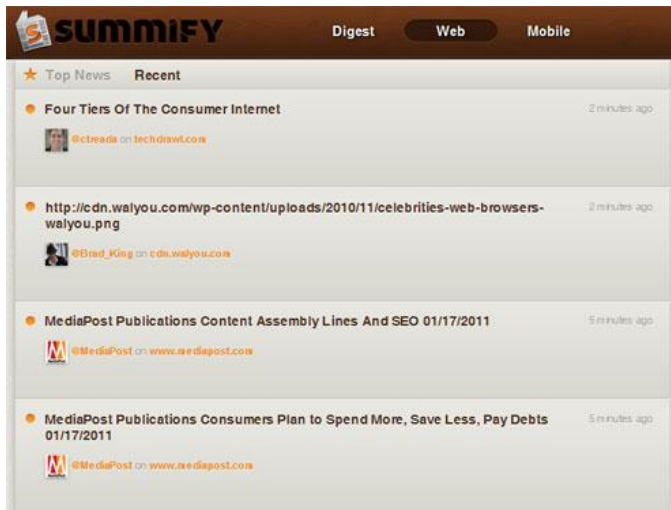 SUMMIFY
Digest Web Mobile
Top News Recent
Four Tiers Of The Consumer Internet 2 minutes ago
@ctreada on techdrawl.com
http://cdn.walyou.com/wp-content/uploads/2010/11/celebrities-web-browsers- 2 minutes ago
walyou.png
@Brad_King on cdn.walyou.com
MediaPost Publications Content Assembly Lines And SEO 01/17/2011 5 minutes ago
@MediaPost on www.mediapost.com
MediaPost Publications Consumers Plan to Spend More, Save Less, Pay Debts 5 minutes ago
01/17/2011
@MediaPost on www.mediapost.com